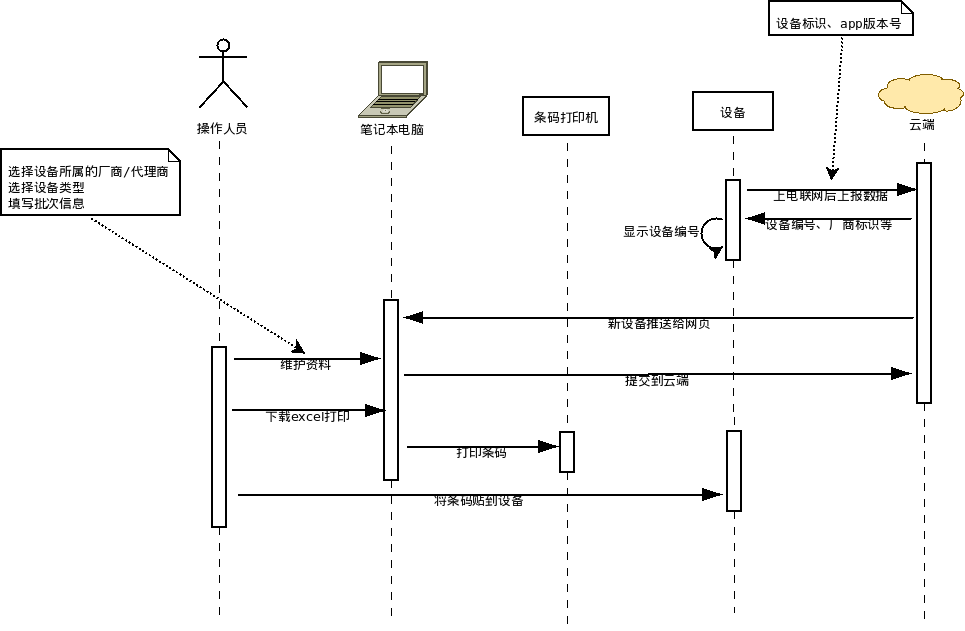 设备标识、app版本号
操作人员
笔记本电脑
条码打印机
设备
云端
选择设备所属的厂商/代理商
选择设备类型
填写批次信息
上电联网后上报数据
设备编号、厂商标识等
显示设备编号
新设备推送给网页
维护资料
提交到云端
下载excel打印
打印条码
将条码贴到设备